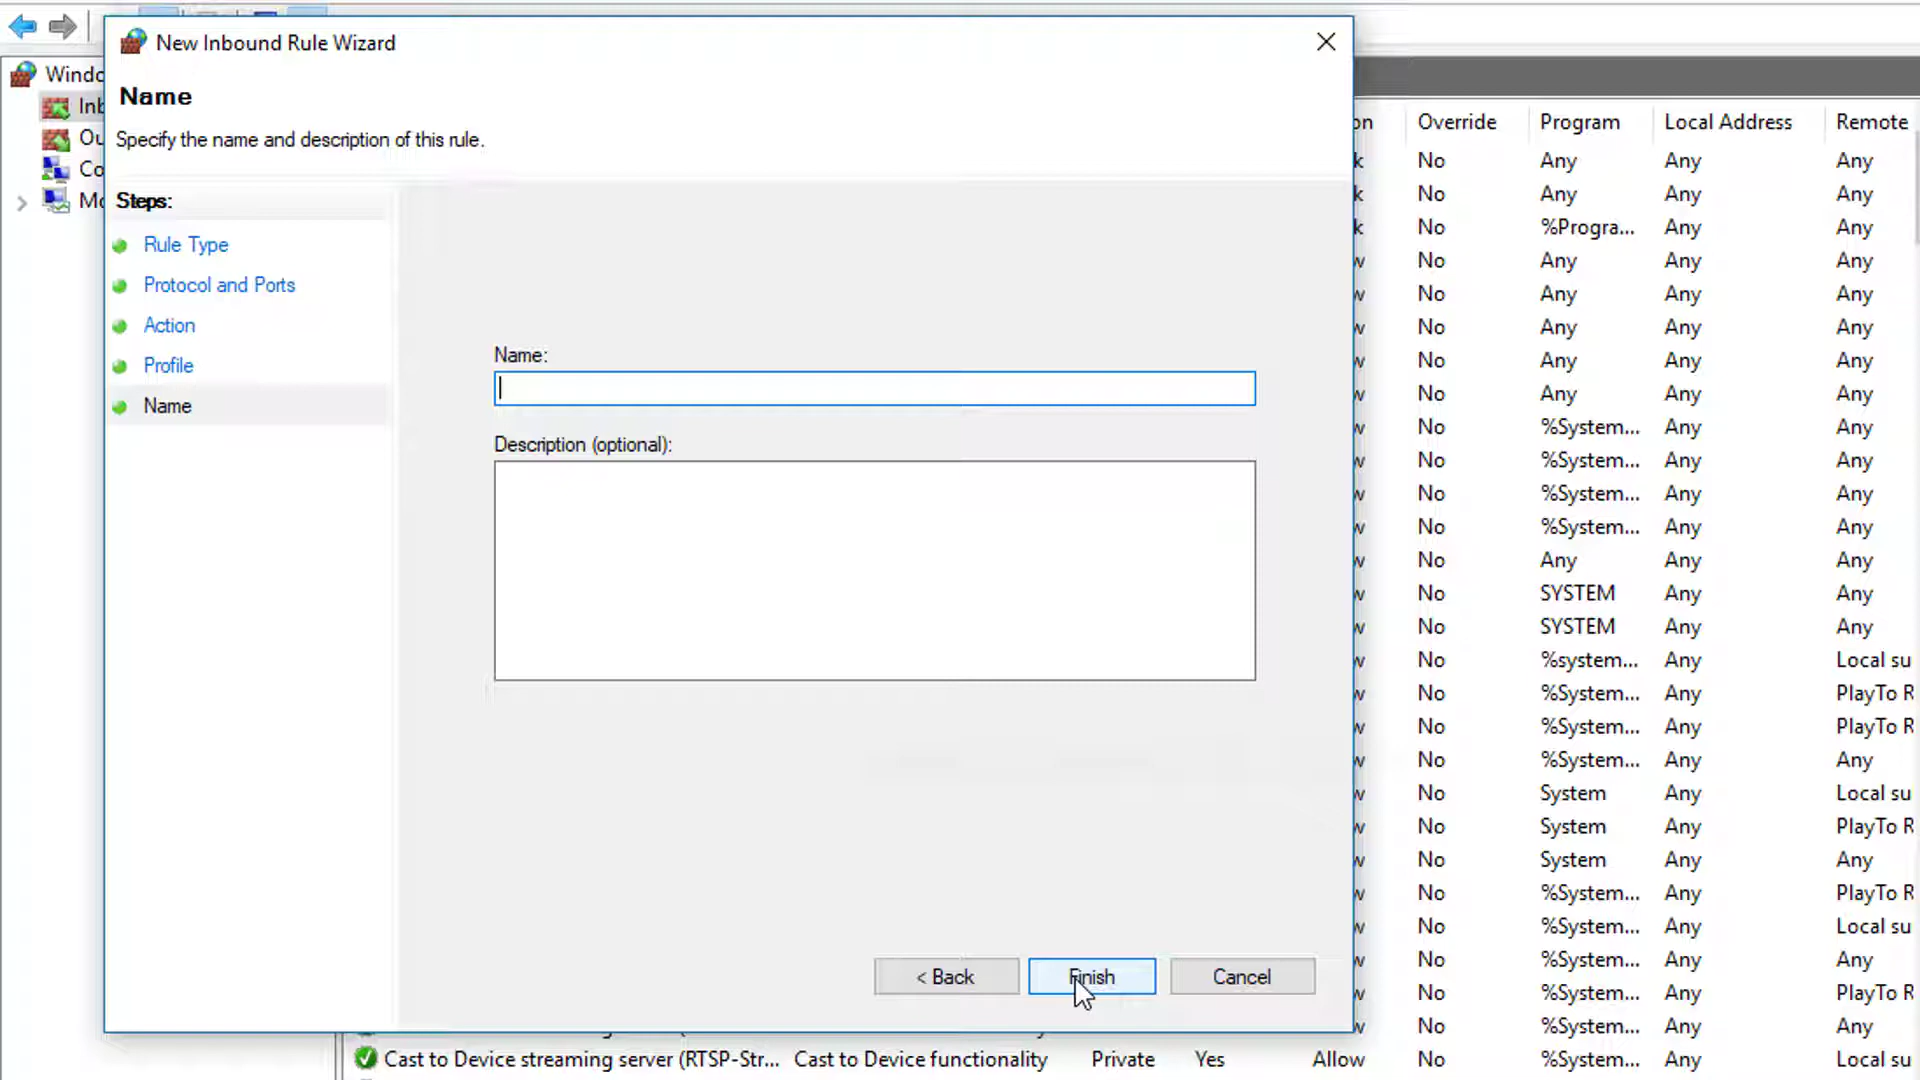 New Inbound Rule Wizard
Name
Specify the name and description of this rule.
Steps:
Rule Type
Protocol and Ports
Action
Profile
Name
Name:
Description (optional):
< Back
Finish
Cancel
Override Program Local Address Remote
No Any Any Any
No Any Any Any
No %Progra... Any Any
No Any Any Any
No Any Any Any
No Any Any Any
No Any Any Any
No Any Any Any
No %System... Any Any
No %System... Any Any
No %System... Any Any
No %System... Any Any
No Any Any Any
No SYSTEM Any Any
No SYSTEM Any Any
No %system... Any Local su
No %System... Any PlayTo R
No %System... Any PlayTo R
No %System... Any Any
No System Any Local su
No System Any PlayTo R
No System Any Any
No %System... Any PlayTo R
No %System... Any Local su
No %System... Any Any
No %System... Any PlayTo R
No %System... Any Any
Cast to Device streaming server (RTSP-Str... Cast to Device functionality Private Yes Allow No %System... Any Local su